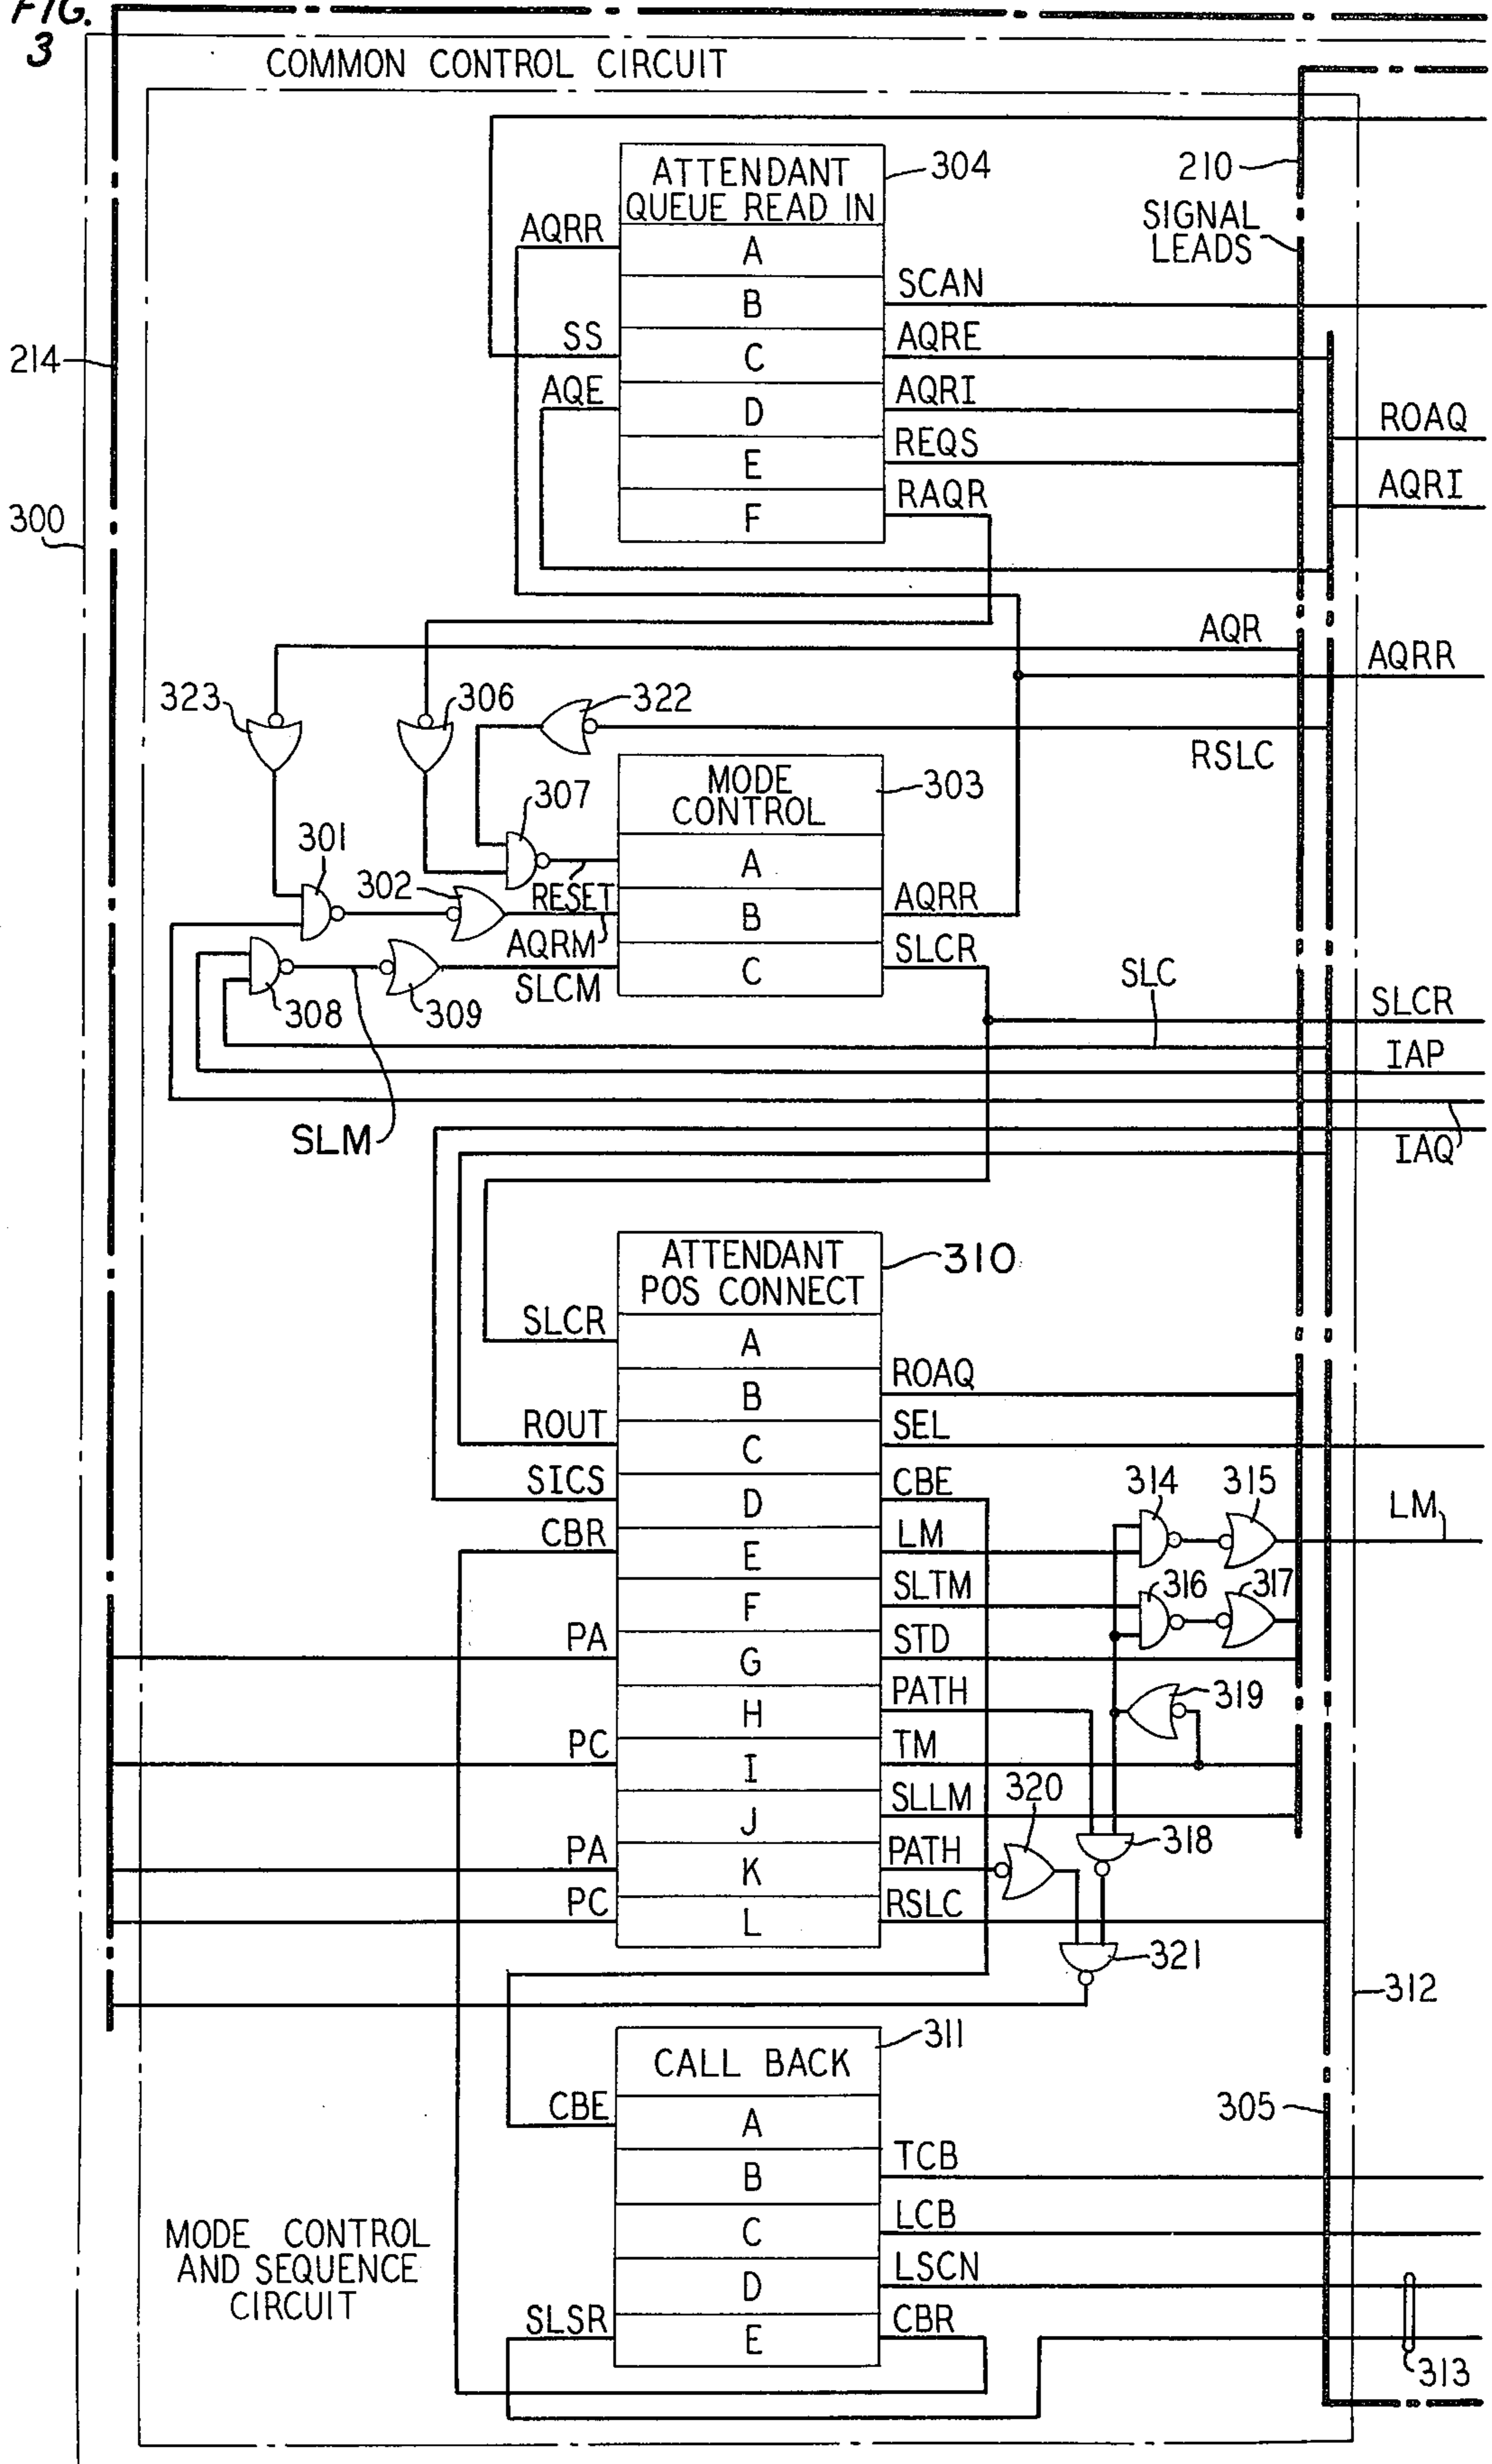 FIG.
3
COMMON CONTROL CIRCUIT
ATTENDANT
QUEUE READ IN
304
210
SIGNAL
LEADS
AQRR
A
B
SCAN
SS
C
AQRE
214
AQE
D
AQRI
ROAQ
E
REQS
AQRI
F
RAQR
300
AQR
AQRR
323
306
322
RSLC
MODE
CONTROL
303
307
301
A
302
RESET
B
AQRR
AQRM
C
SLCR
SLCM
SLC
308
309
SLCR
IAP
SLM
IAQ
ATTENDANT
POS CONNECT
310
SLCR
A
B
ROAQ
ROUT
C
SEL
SICS
D
CBE
314
315
LM
CBR
E
LM
F
SLTM
316
317
PA
G
STD
H
PATH
319
PC
I
TM
J
SLLM
320
318
PA
K
PATH
PC
L
RSLC
321
312
311
CALL BACK
CBE
A
305
B
TCB
C
LCB
MODE CONTROL
AND SEQUENCE
CIRCUIT
D
LSCN
SLSR
E
CBR
313